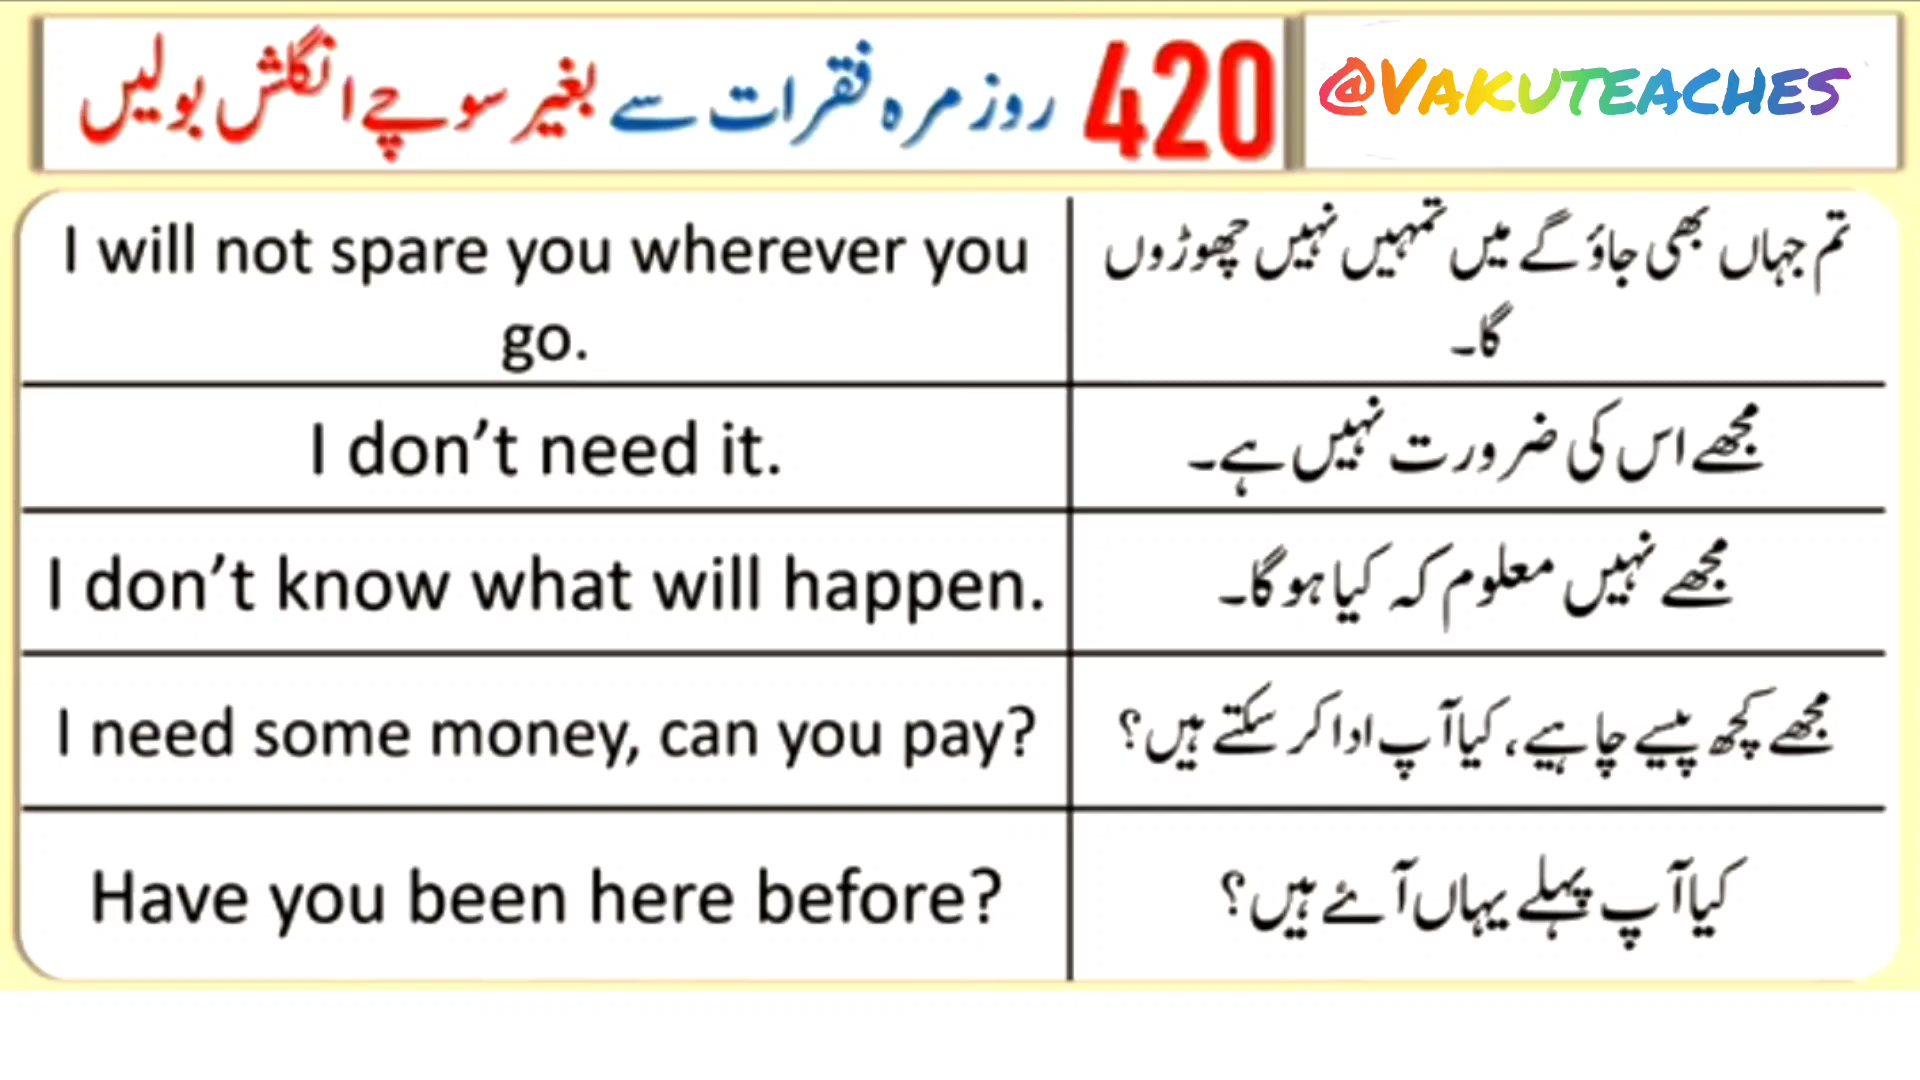 420 روزمرہ فقرات سے بغیر سوچے انگلش بولیں
@VAKUTEACHES
I will not spare you wherever you
go.
تم جہاں بھی جاؤ گے میں تمہیں نہیں چھوڑوں
گا۔
I don’t need it.
مجھے اس کی ضرورت نہیں ہے۔
I don’t know what will happen.
مجھے نہیں معلوم کہ کیا ہو گا۔
I need some money, can you pay?
مجھے کچھ پیسے چاہیے، کیا آپ ادا کر سکتے ہیں؟
Have you been here before?
کیا آپ پہلے یہاں آئے ہیں؟